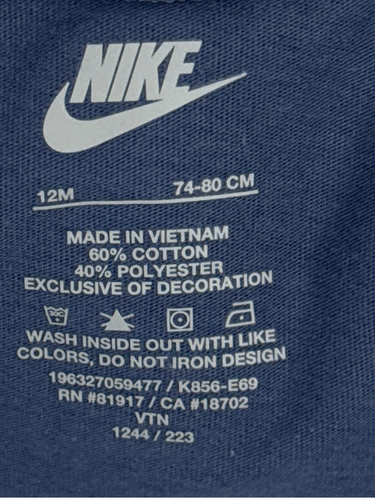 NIKE
12M 74-80 CM
MADE IN VIETNAM
60% COTTON
40% POLYESTER
EXCLUSIVE OF DECORATION
WASH INSIDE OUT WITH LIKE
COLORS, DO NOT IRON DESIGN
196327059477 / K856-E69
RN #81917 / CA #18702
VTN
1244 / 223